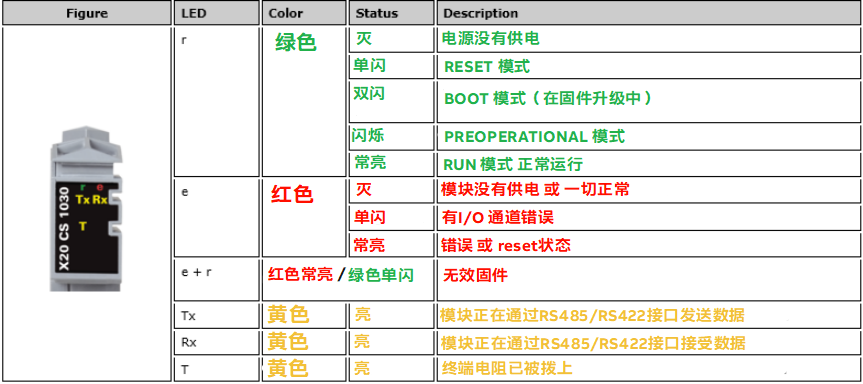 Figure LED Color Status Description
r 绿色 灭 电源没有供电
单闪 RESET 模式
双闪 BOOT 模式（在固件升级中）
闪烁 PREOPERATIONAL 模式
常亮 RUN 模式 正常运行
e 红色 灭 模块没有供电 或 一切正常
单闪 有I/O 通道错误
常亮 错误 或 reset状态
e + r 红色常亮 / 绿色单闪 无效固件
Tx 黄色 亮 模块正在通过RS485/RS422接口发送数据
Rx 黄色 亮 模块正在通过RS485/RS422接口接受数据
T 黄色 亮 终端电阻已被拨上
r e
Tx Rx
T
X20 CS 1030